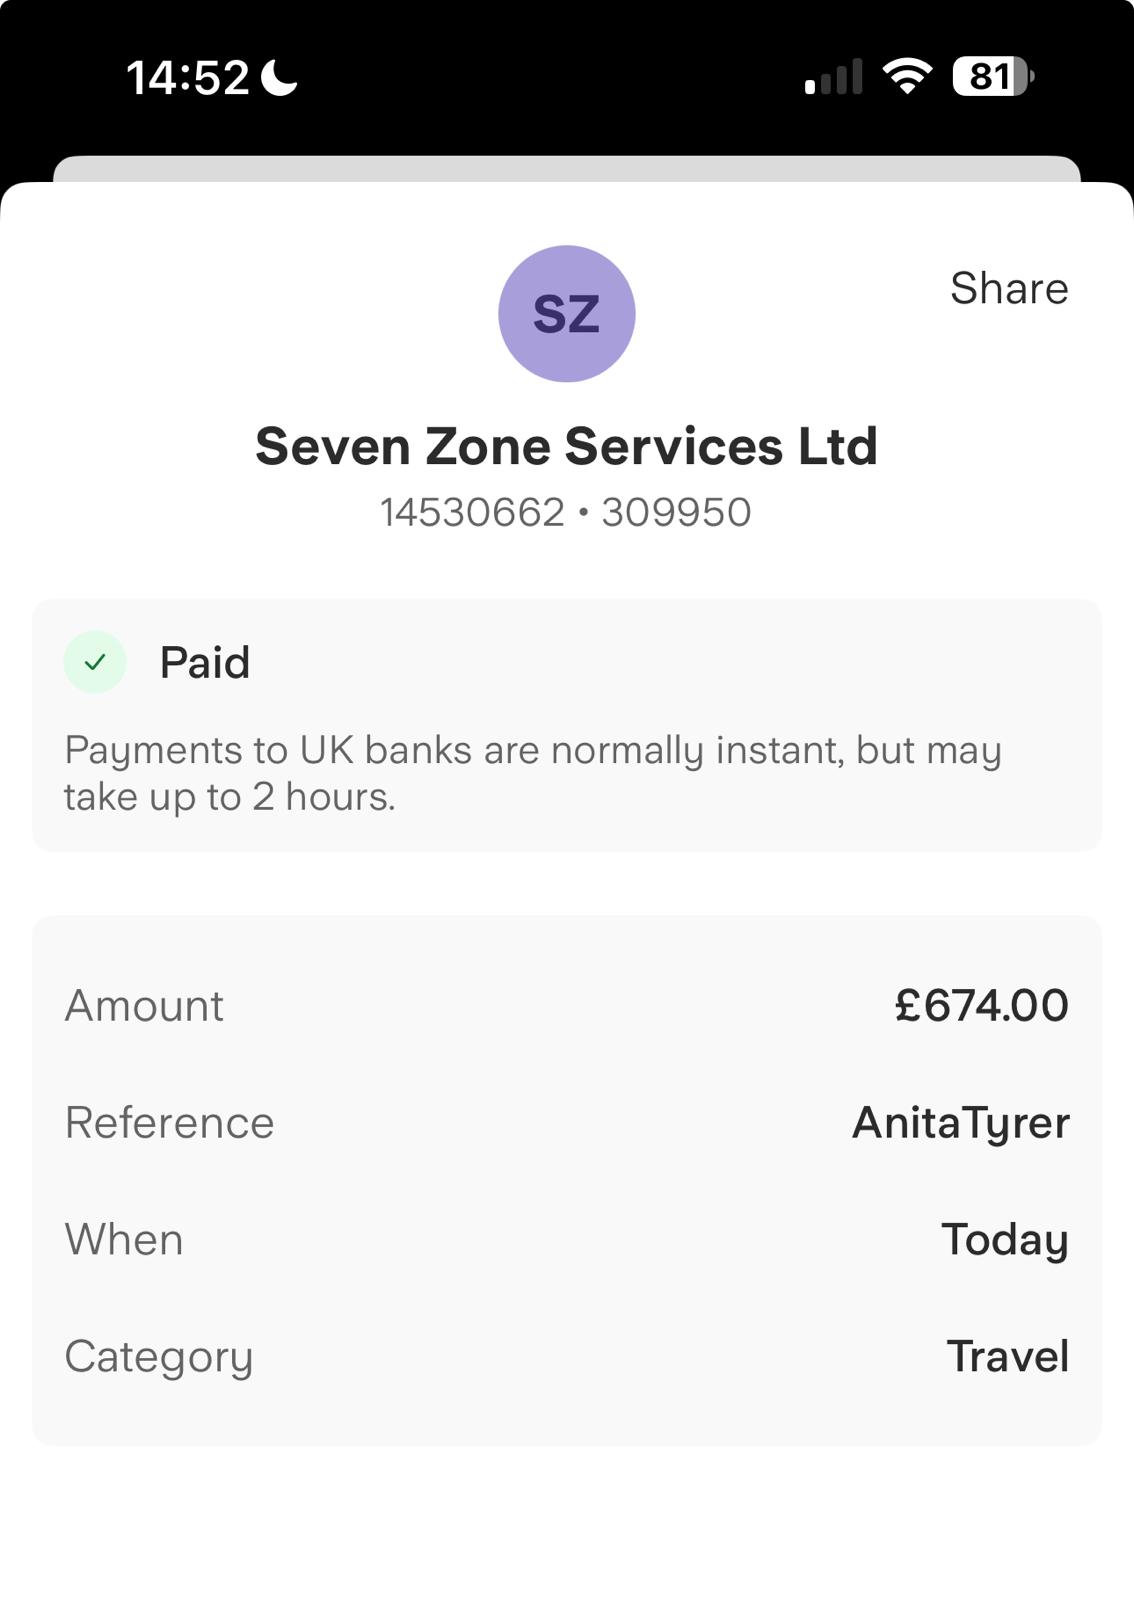 14:52
81
Share
SZ
Seven Zone Services Ltd
14530662 • 309950
Paid
Payments to UK banks are normally instant, but may
take up to 2 hours.
Amount £674.00
Reference AnitaTyrer
When Today
Category Travel